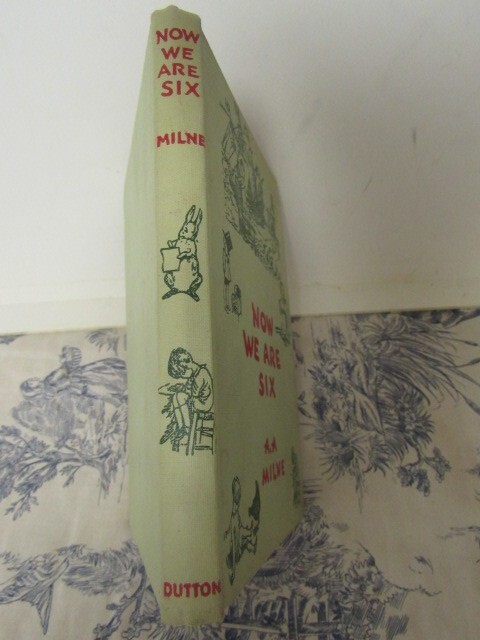 NOW
WE
ARE
SIX
MILNE
DUTTON
NOW
WE ARE
SIX
A.A
MILNE